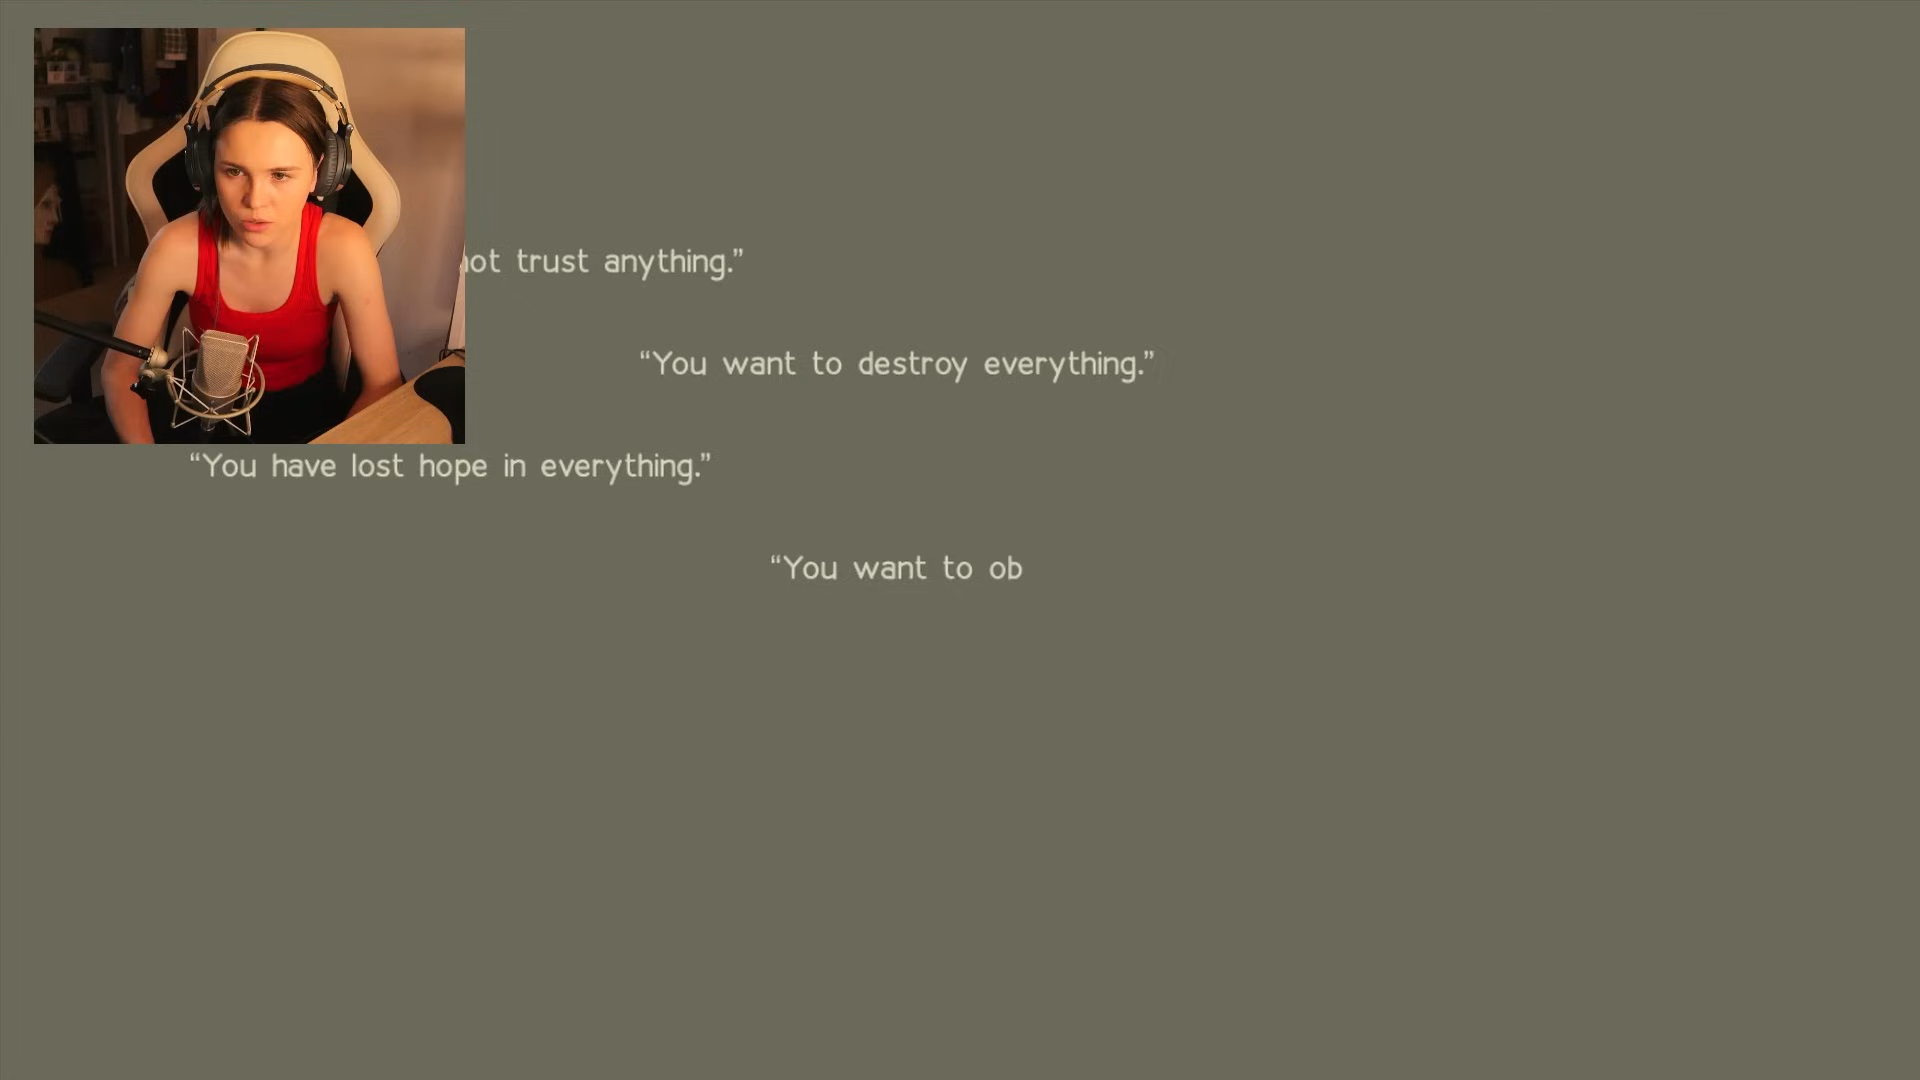 not trust anything.”
“You want to destroy everything.”
“You have lost hope in everything.”
“You want to ob